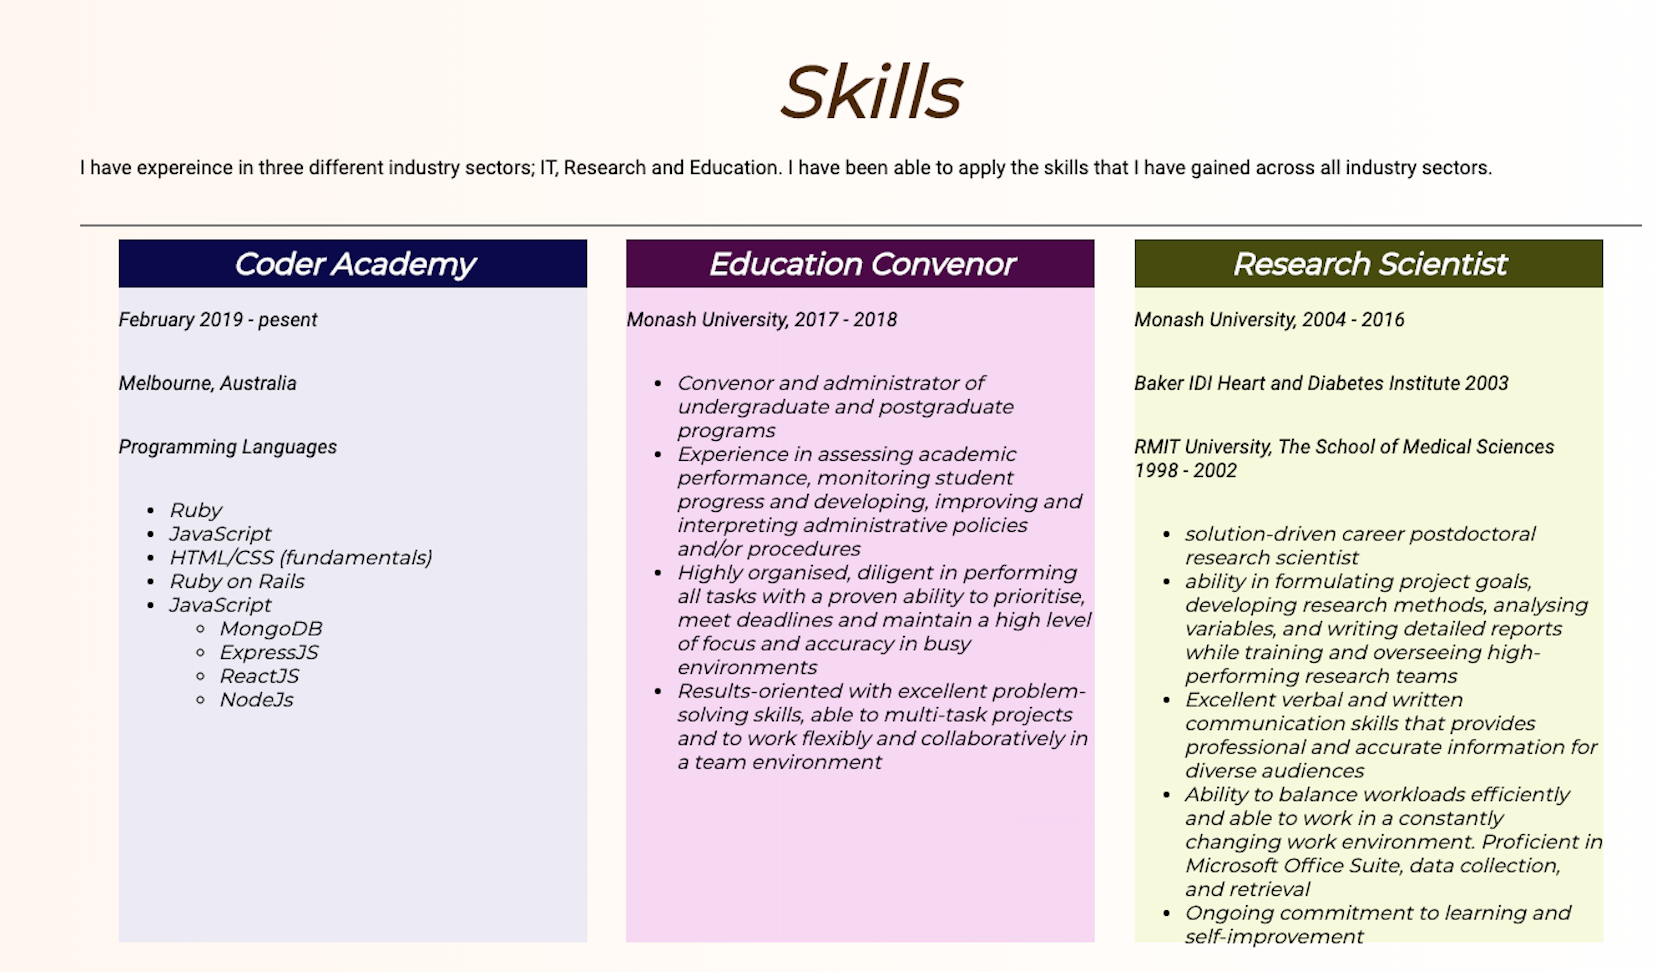 Skills
I have expereince in three different industry sectors; IT, Research and Education. I have been able to apply the skills that I have gained across all industry sectors.
Coder Academy
February 2019 - pesent
Melbourne, Australia
Programming Languages
Ruby
JavaScript
HTML/CSS (fundamentals)
Ruby on Rails
JavaScript
MongoDB
ExpressJS
ReactJS
NodeJs
Education Convenor
Monash University, 2017 - 2018
Convenor and administrator of
undergraduate and postgraduate
programs
Experience in assessing academic
performance, monitoring student
progress and developing, improving and
interpreting administrative policies
and/or procedures
Highly organised, diligent in performing
all tasks with a proven ability to prioritise,
meet deadlines and maintain a high level
of focus and accuracy in busy
environments
Results-oriented with excellent problem-
solving skills, able to multi-task projects
and to work flexibly and collaboratively in
a team environment
Research Scientist
Monash University, 2004 - 2016
Baker IDI Heart and Diabetes Institute 2003
RMIT University, The School of Medical Sciences
1998 - 2002
solution-driven career postdoctoral
research scientist
ability in formulating project goals,
developing research methods, analysing
variables, and writing detailed reports
while training and overseeing high-
performing research teams
Excellent verbal and written
communication skills that provides
professional and accurate information for
diverse audiences
Ability to balance workloads efficiently
and able to work in a constantly
changing work environment. Proficient in
Microsoft Office Suite, data collection,
and retrieval
Ongoing commitment to learning and
self-improvement